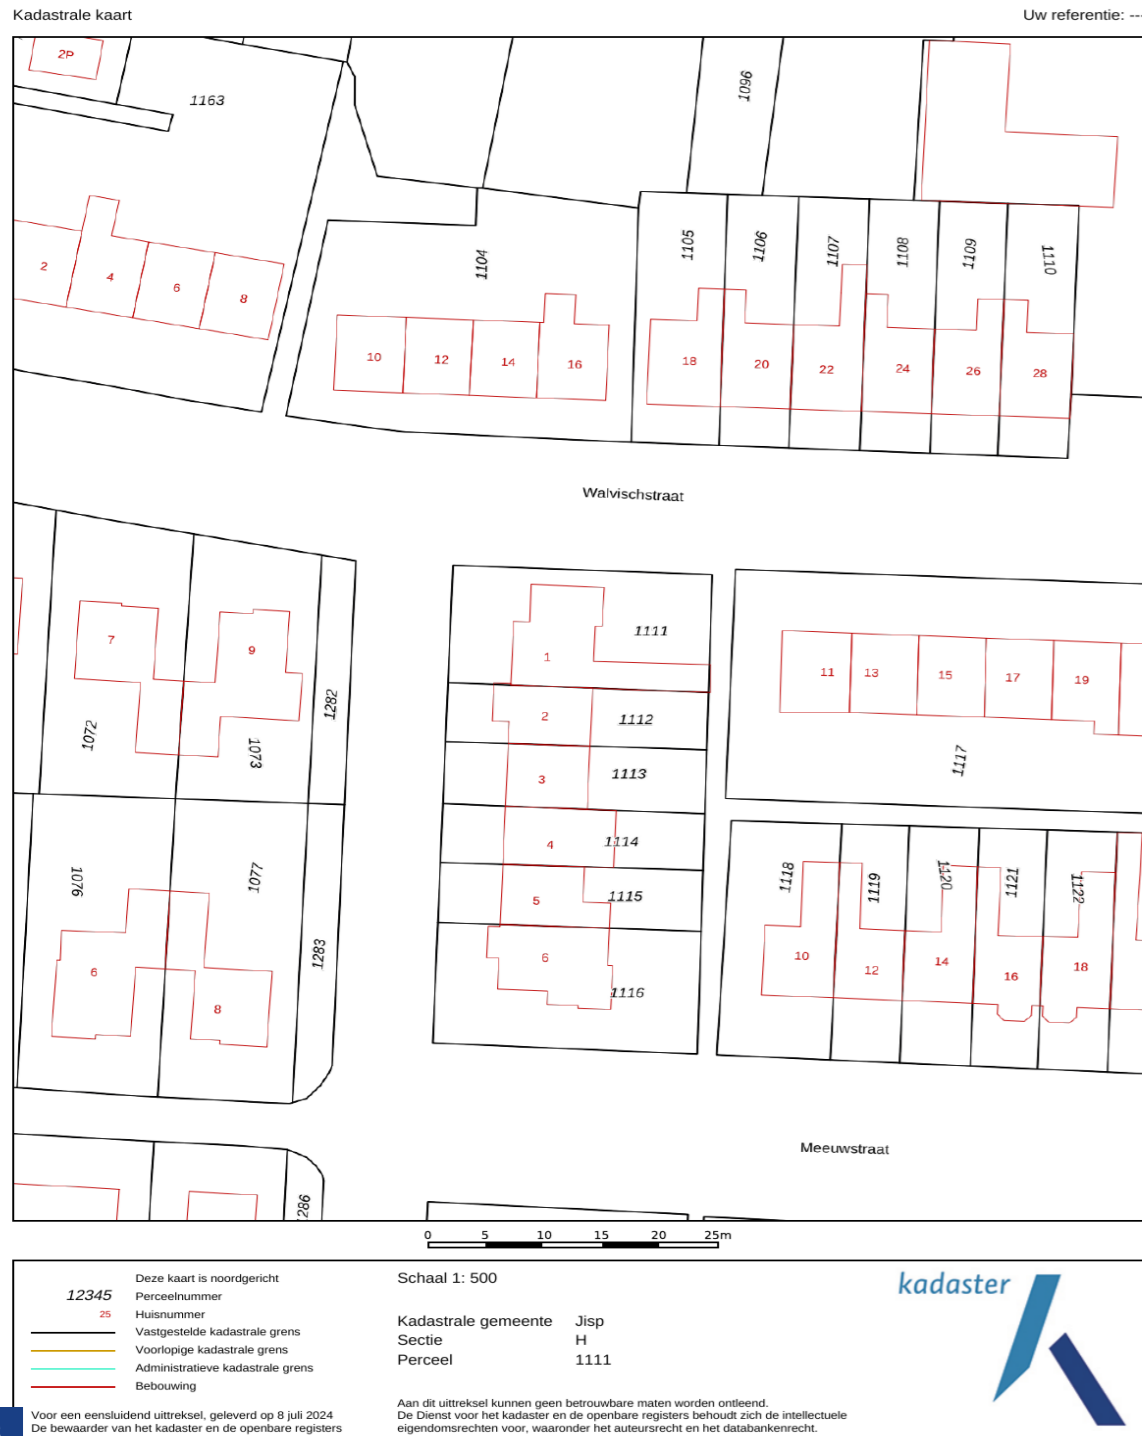 Kadastrale kaart
Uw referentie: ---
2P
1163
1096
2
4
6
8
1104
1105
1106
1107
1108
1109
1110
10
12
14
16
18
20
22
24
26
28
Walvischstraat
7
9
1072
1073
1282
1
1111
2
1112
3
1113
4
1114
5
1115
6
1116
11
13
15
17
19
1117
1076
1077
1283
6
8
1118
1119
1120
1121
1122
10
12
14
16
18
Meeuwstraat
1286
0 5 10 15 20 25m
Deze kaart is noordgericht
12345 Perceelnummer
25 Huisnummer
Vastgestelde kadastrale grens
Voorlopige kadastrale grens
Administratieve kadastrale grens
Bebouwing
Voor een eensluidend uittreksel, geleverd op 8 juli 2024
De bewaarder van het kadaster en de openbare registers
Schaal 1: 500
Kadastrale gemeente Jisp
Sectie H
Perceel 1111
Aan dit uittreksel kunnen geen betrouwbare maten worden ontleend.
De Dienst voor het kadaster en de openbare registers behoudt zich de intellectuele
eigendomsrechten voor, waaronder het auteursrecht en het databankenrecht.
kadaster